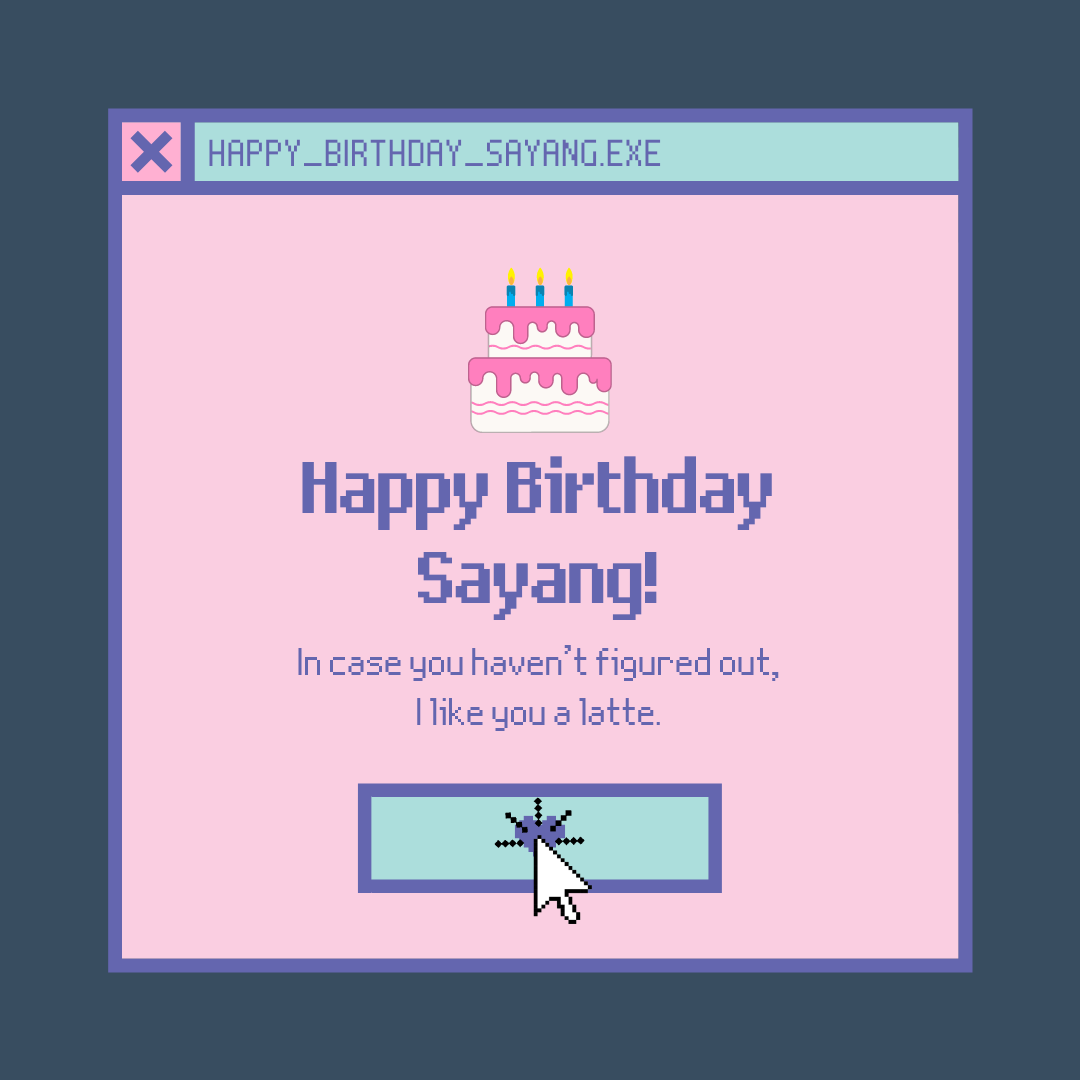 HAPPY_BIRTHDAY_SAYANG.EXE
Happy Birthday
Sayang!
In case you haven't figured out,
I like you a latte.